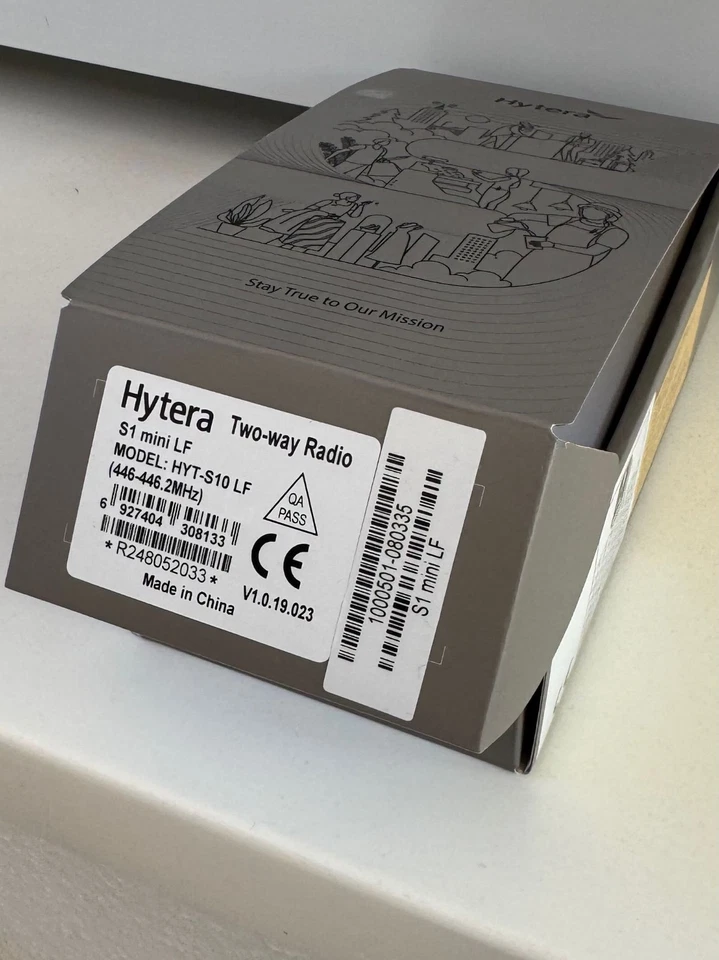 Hytera
Stay True to Our Mission
Hytera Two-way Radio
S1 mini LF
MODEL: HYT-S10 LF
(446-446.2MHz)
QA
PASS
6 927404 308133
*R248052033*
CE
Made in China V1.0.19.023
1000501-080335
S1 mini LF